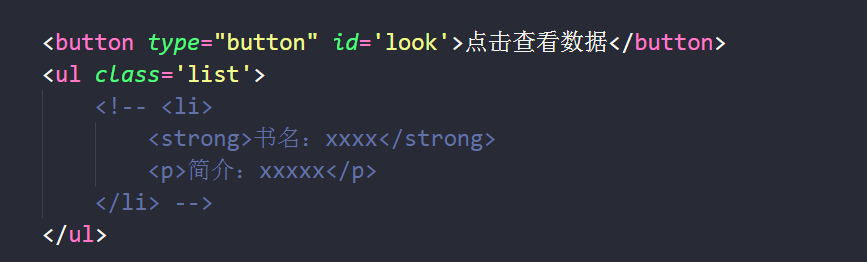 <button type="button" id='look'>点击查看数据</button>
<ul class='list'>
<!-- <li>
<strong>书名：xxxx</strong>
<p>简介：xxxxx</p>
</li> -->
</ul>